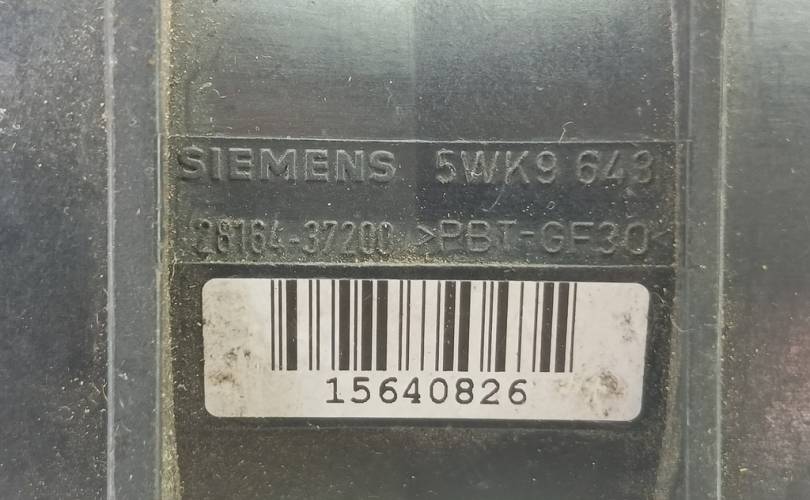 SIEMENS 5WK9 643
28164-37200 >PBT-GF30<
15640826